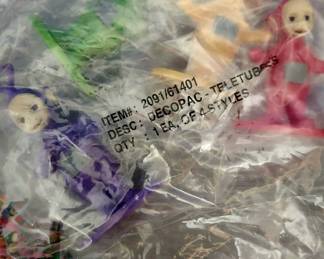 ITEM#: 2091/61401
DESC: DECOPAC - TELETUBBIES
QTY: 1 EA. OF 4 STYLES